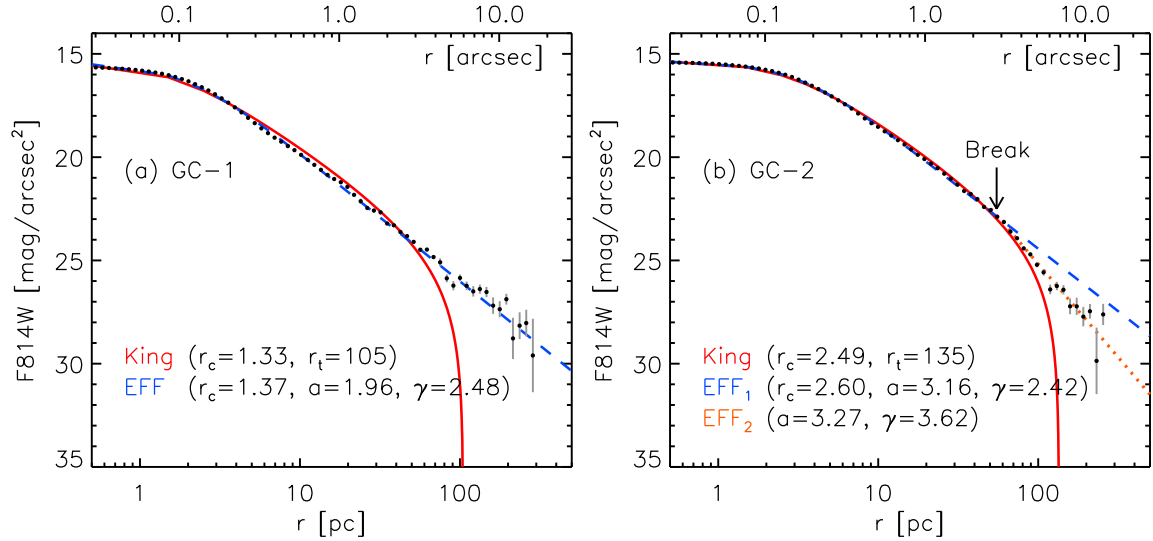 0.1 1.0 10.0
r [arcsec]
15
20
25
30
35
F814W [mag/arcsec²]
(a) GC-1
King (r_c=1.33, r_t=105)
EFF (r_c=1.37, a=1.96, γ=2.48)
1 10 100
r [pc]
0.1 1.0 10.0
r [arcsec]
15
20
25
30
35
F814W [mag/arcsec²]
Break
(b) GC-2
King (r_c=2.49, r_t=135)
EFF₁ (r_c=2.60, a=3.16, γ=2.42)
EFF₂ (a=3.27, γ=3.62)
1 10 100
r [pc]